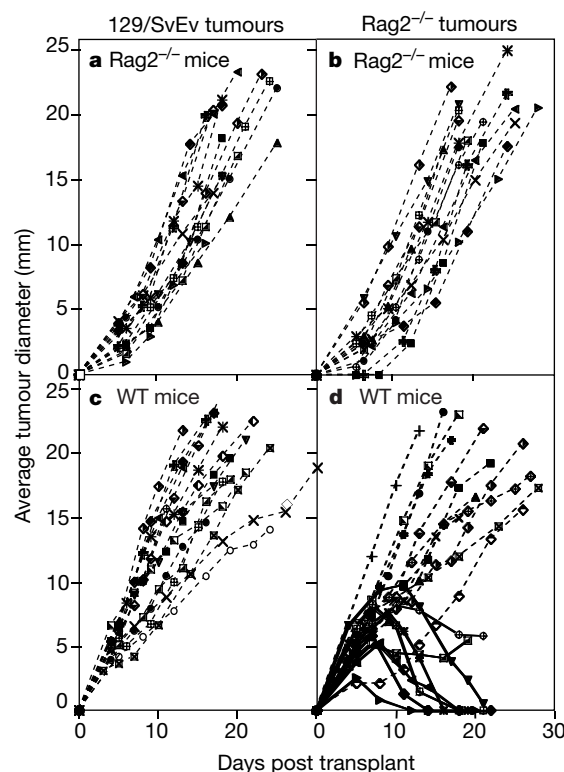 129/SvEv tumours
Rag2−/− tumours
a Rag2−/− mice
b Rag2−/− mice
25
20
15
10
5
0
c WT mice
d WT mice
25
20
15
10
5
0
0
10
20
0
10
20
30
Average tumour diameter (mm)
Days post transplant